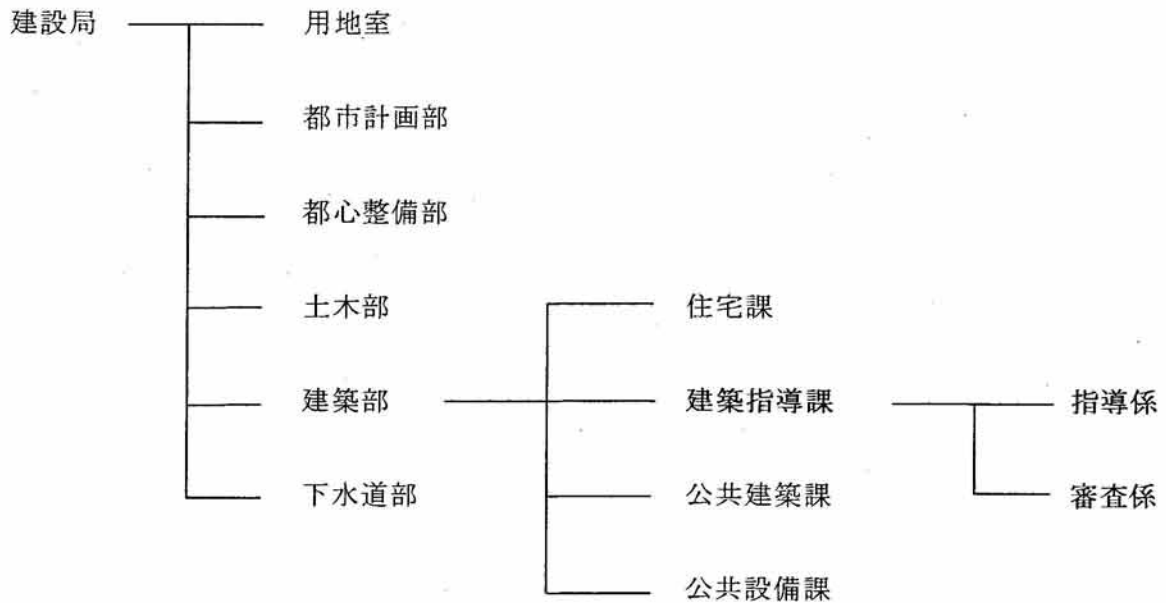 建設局 用地室
都市計画部
都心整備部
土木部 住宅課
建築部 建築指導課 指導係
下水道部 公共建築課 審査係
公共設備課